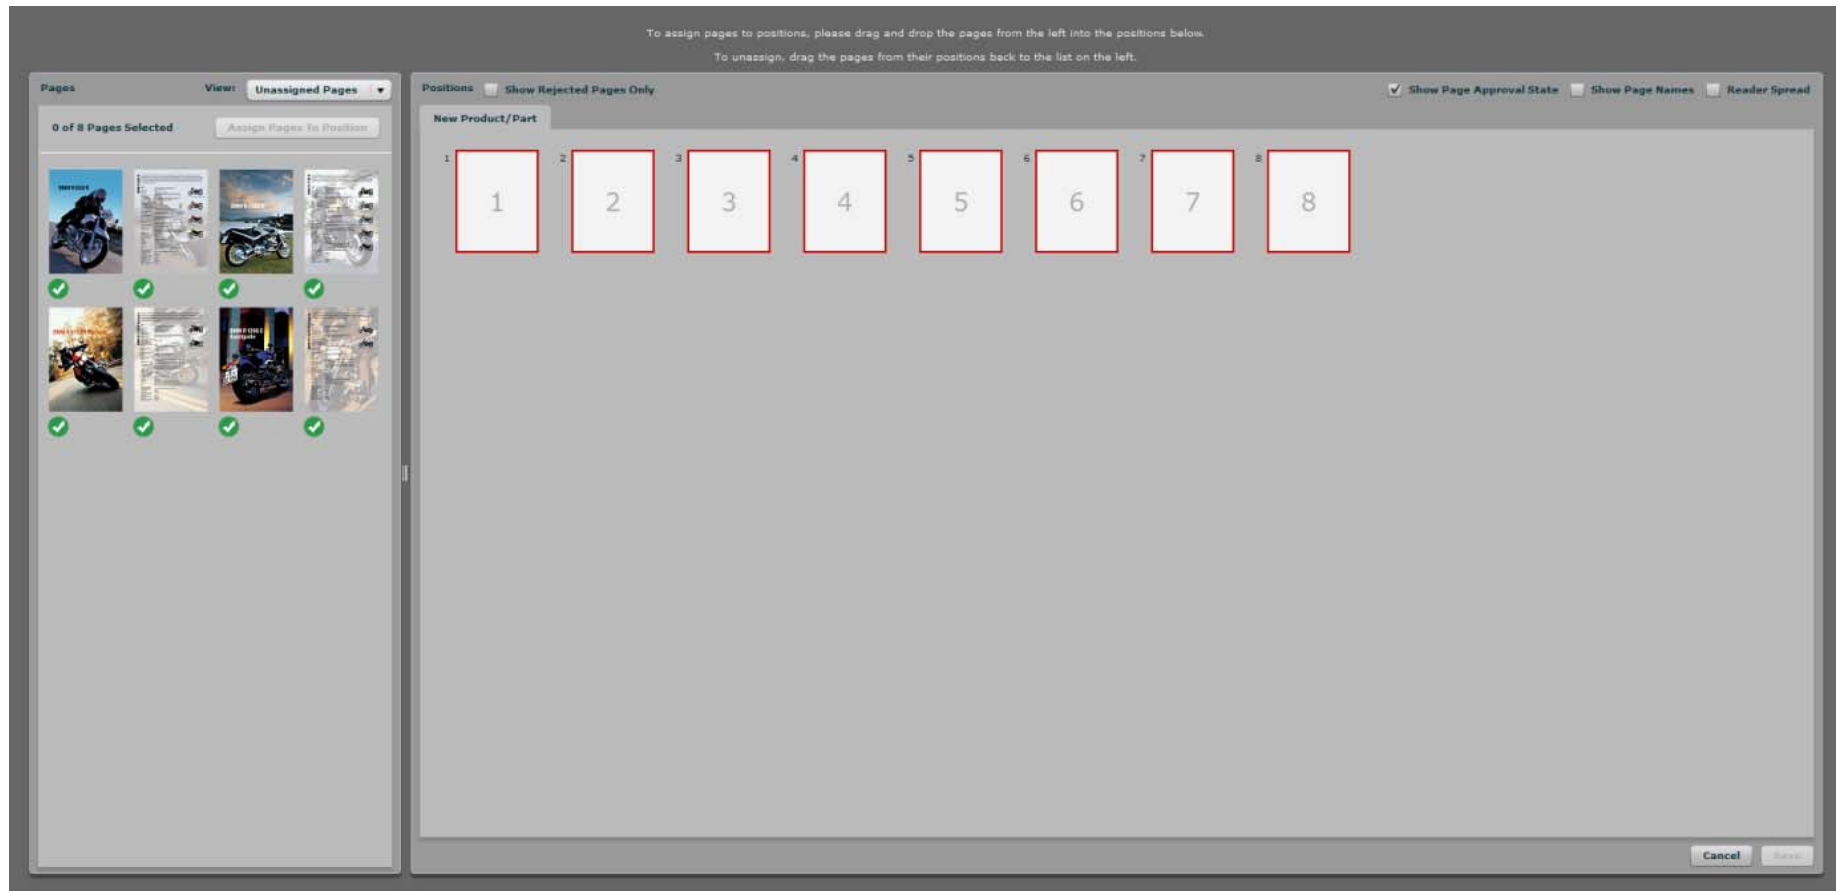 To assign pages to positions, please drag and drop the pages from the left into the positions below.
To unassign, drag the pages from their positions back to the list on the left.
Pages View: Unassigned Pages
0 of 8 Pages Selected Assign Pages To Position
Positions Show Rejected Pages Only Show Page Approval State Show Page Names Reader Spread
New Product/Part
1 2 3 4 5 6 7 8
1 2 3 4 5 6 7 8
Cancel Save